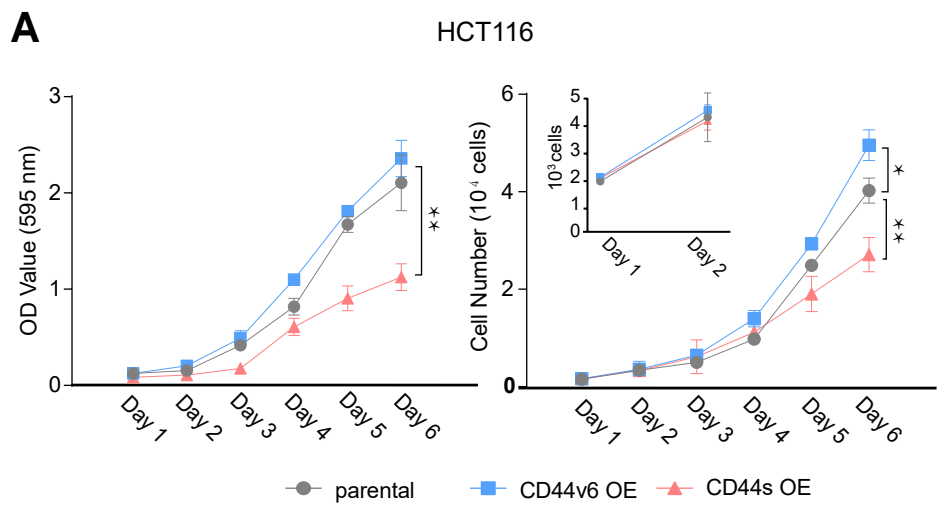 A
HCT116
OD Value (595 nm)
3
2
1
0
Day 1
Day 2
Day 3
Day 4
Day 5
Day 6
**
Cell Number (10⁴ cells)
6
4
2
0
Day 1
Day 2
Day 3
Day 4
Day 5
Day 6
*
**
10³ cells
5
4
3
2
1
0
Day 1
Day 2
parental
CD44v6 OE
CD44s OE